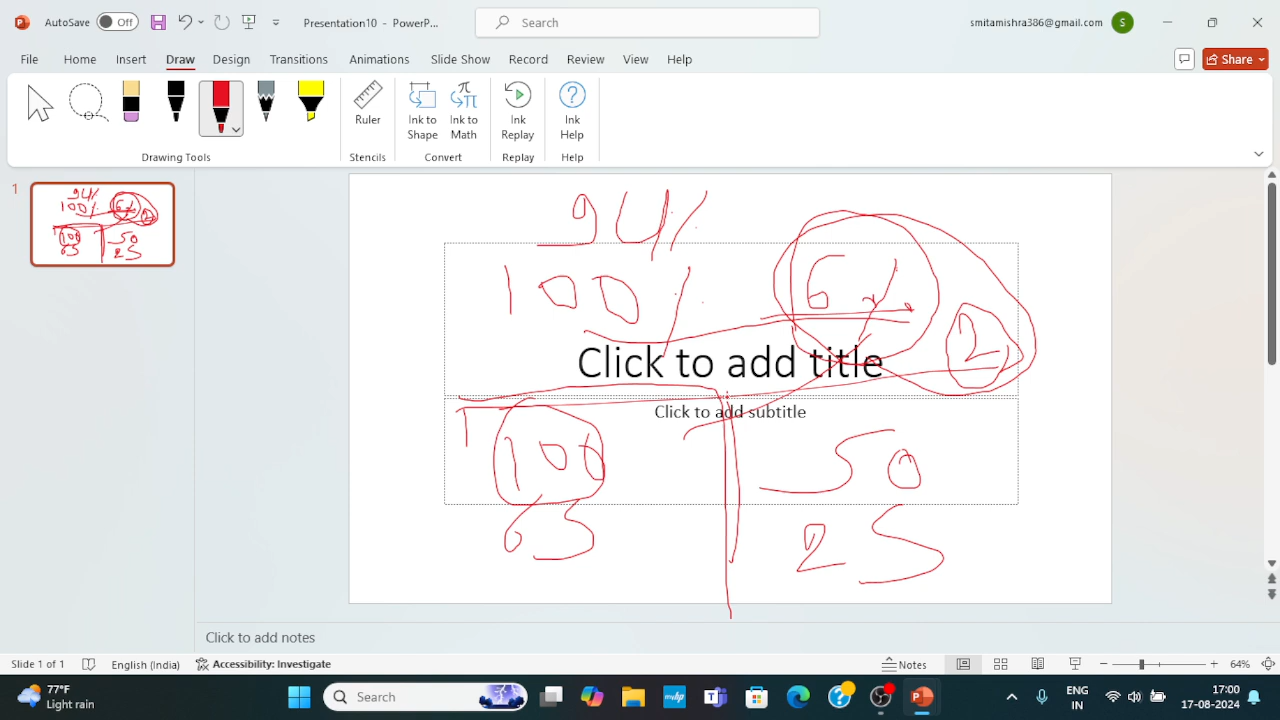 AutoSave Off Presentation10 - PowerP... Search smitamishra386@gmail.com S
File Home Insert Draw Design Transitions Animations Slide Show Record Review View Help Share
Ruler
Ink to Shape
Ink to Math
Ink Replay
Ink Help
Drawing Tools Stencils Convert Replay Help
1
94%
100% 6%
2
Click to add title
Click to add subtitle
100 50
65 25
Click to add notes
Slide 1 of 1 English (India) Accessibility: Investigate Notes 64%
77°F
Light rain
Search
ENG
IN
17:00
17-08-2024